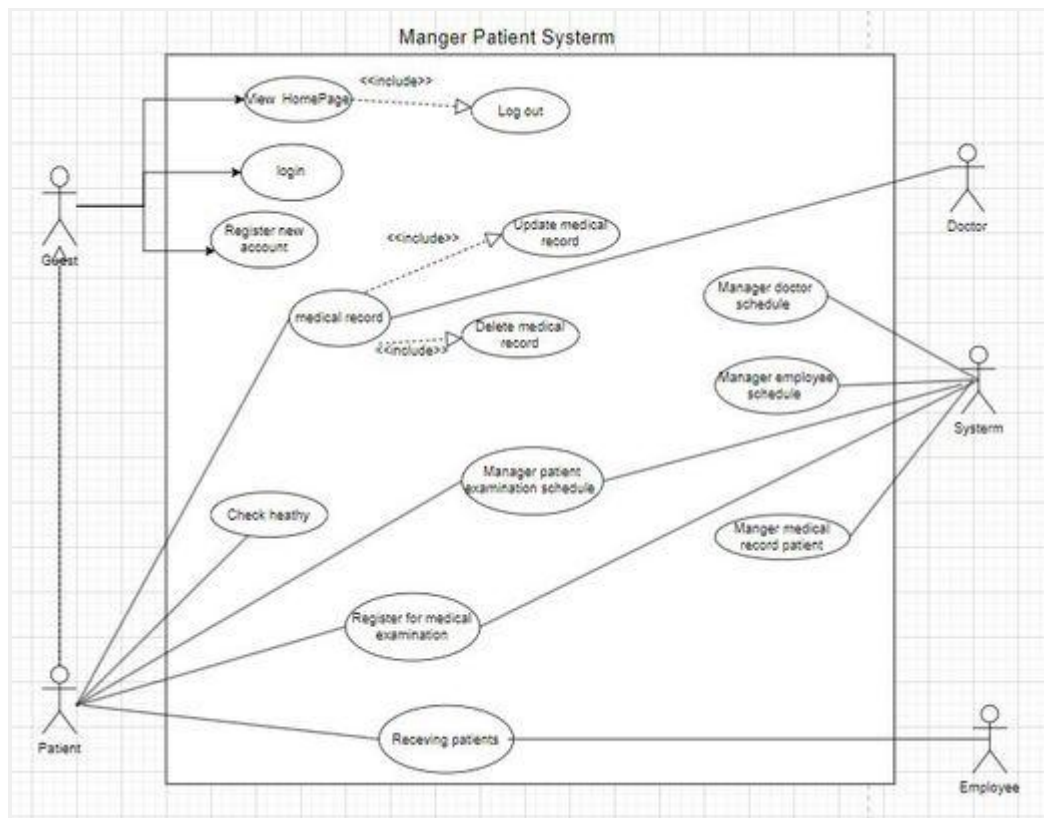 Manger Patient Systerm
<<include>>
View HomePage
Log out
login
Doctor
Guest
Register new
account
<<include>>
Update medical
record
Manager doctor
schedule
medical record
Delete medical
record
<<include>>
Manager employee
schedule
Systerm
Manager patient
examination schedule
Check heathy
Manger medical
record patient
Register for medical
examination
Patient
Receving patients
Employee